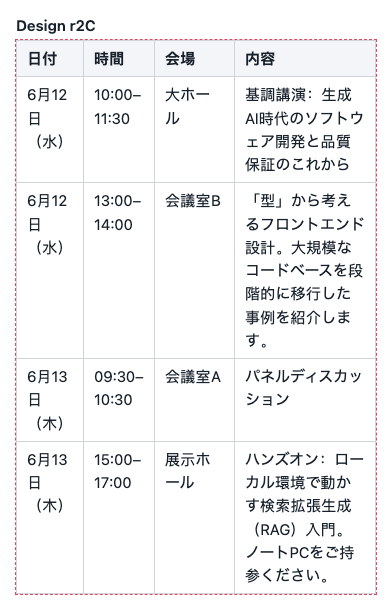 Design r2C
日付 時間 会場 内容
6月12
日
（水）
10:00–
11:30
大ホー
ル
基調講演：生成
AI時代のソフトウ
ェア開発と品質
保証のこれから
6月12
日
（水）
13:00–
14:00
会議室B
「型」から考え
るフロントエンド
設計。大規模な
コードベースを段
階的に移行した
事例を紹介しま
す。
6月13
日
（木）
09:30–
10:30
会議室A
パネルディスカッ
ション
6月13
日
（木）
15:00–
17:00
展示ホ
ール
ハンズオン：ロー
カル環境で動か
す検索拡張生成
（RAG）入門。
ノートPCをご持
参ください。